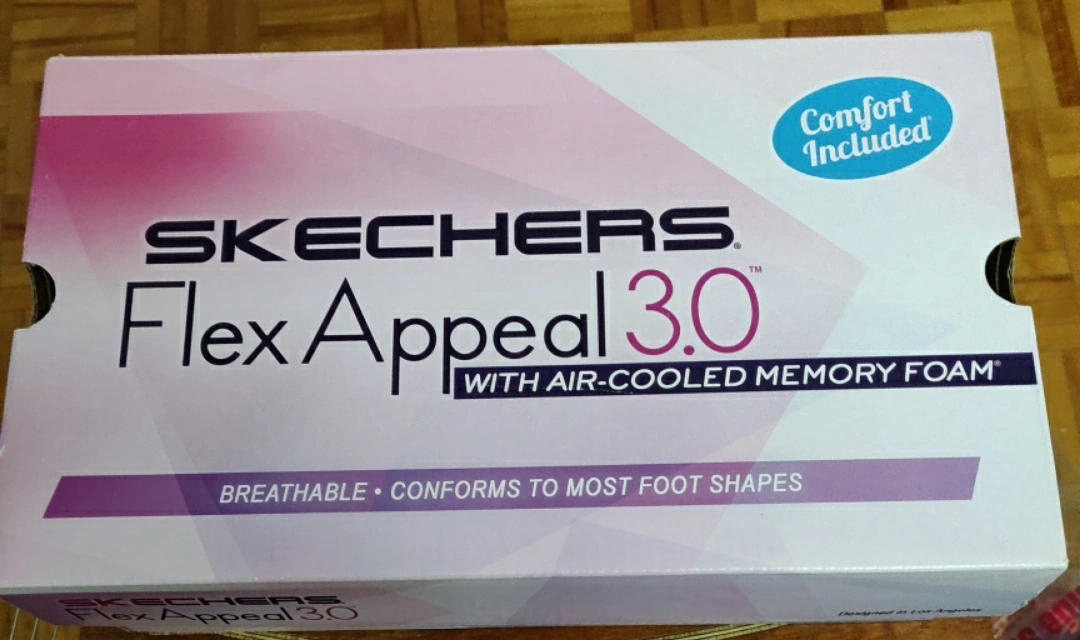 Comfort
Included®
SKECHERS®
Flex Appeal 3.0™
WITH AIR-COOLED MEMORY FOAM®
BREATHABLE • CONFORMS TO MOST FOOT SHAPES
SKECHERS
Flex Appeal 3.0
Designed in Los Angeles